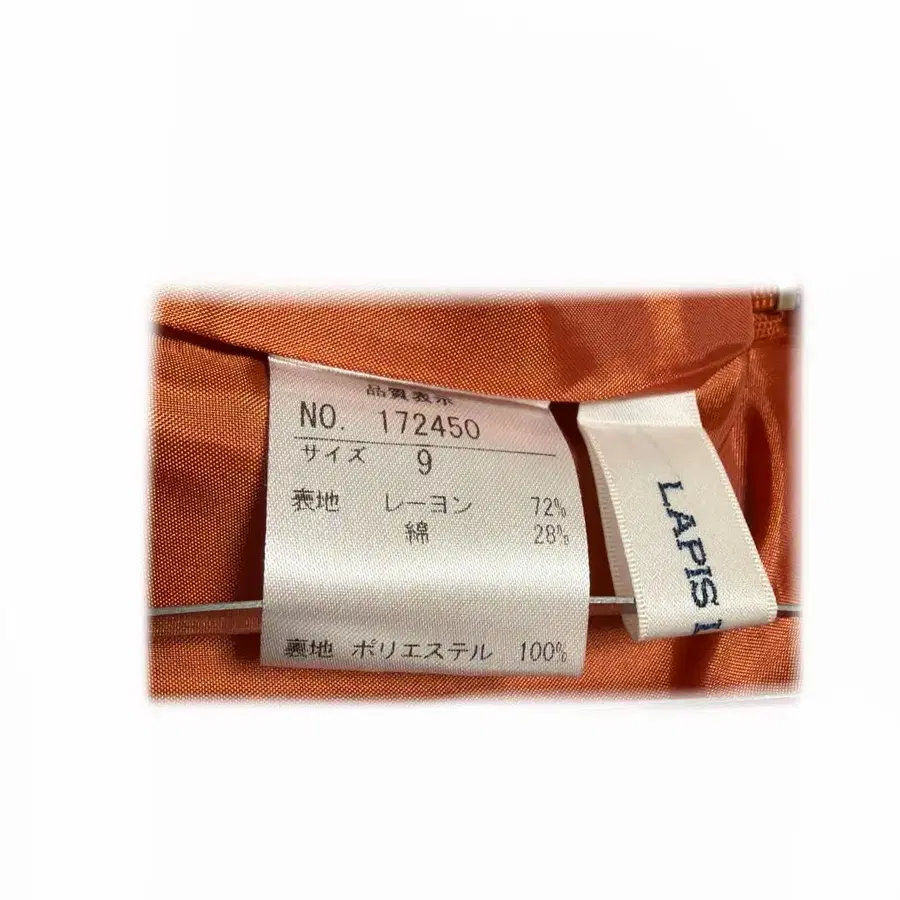 品質表示
NO. 172450
サイズ 9
表地 レーヨン 72%
綿 28%
裏地 ポリエステル 100%
LAPIS